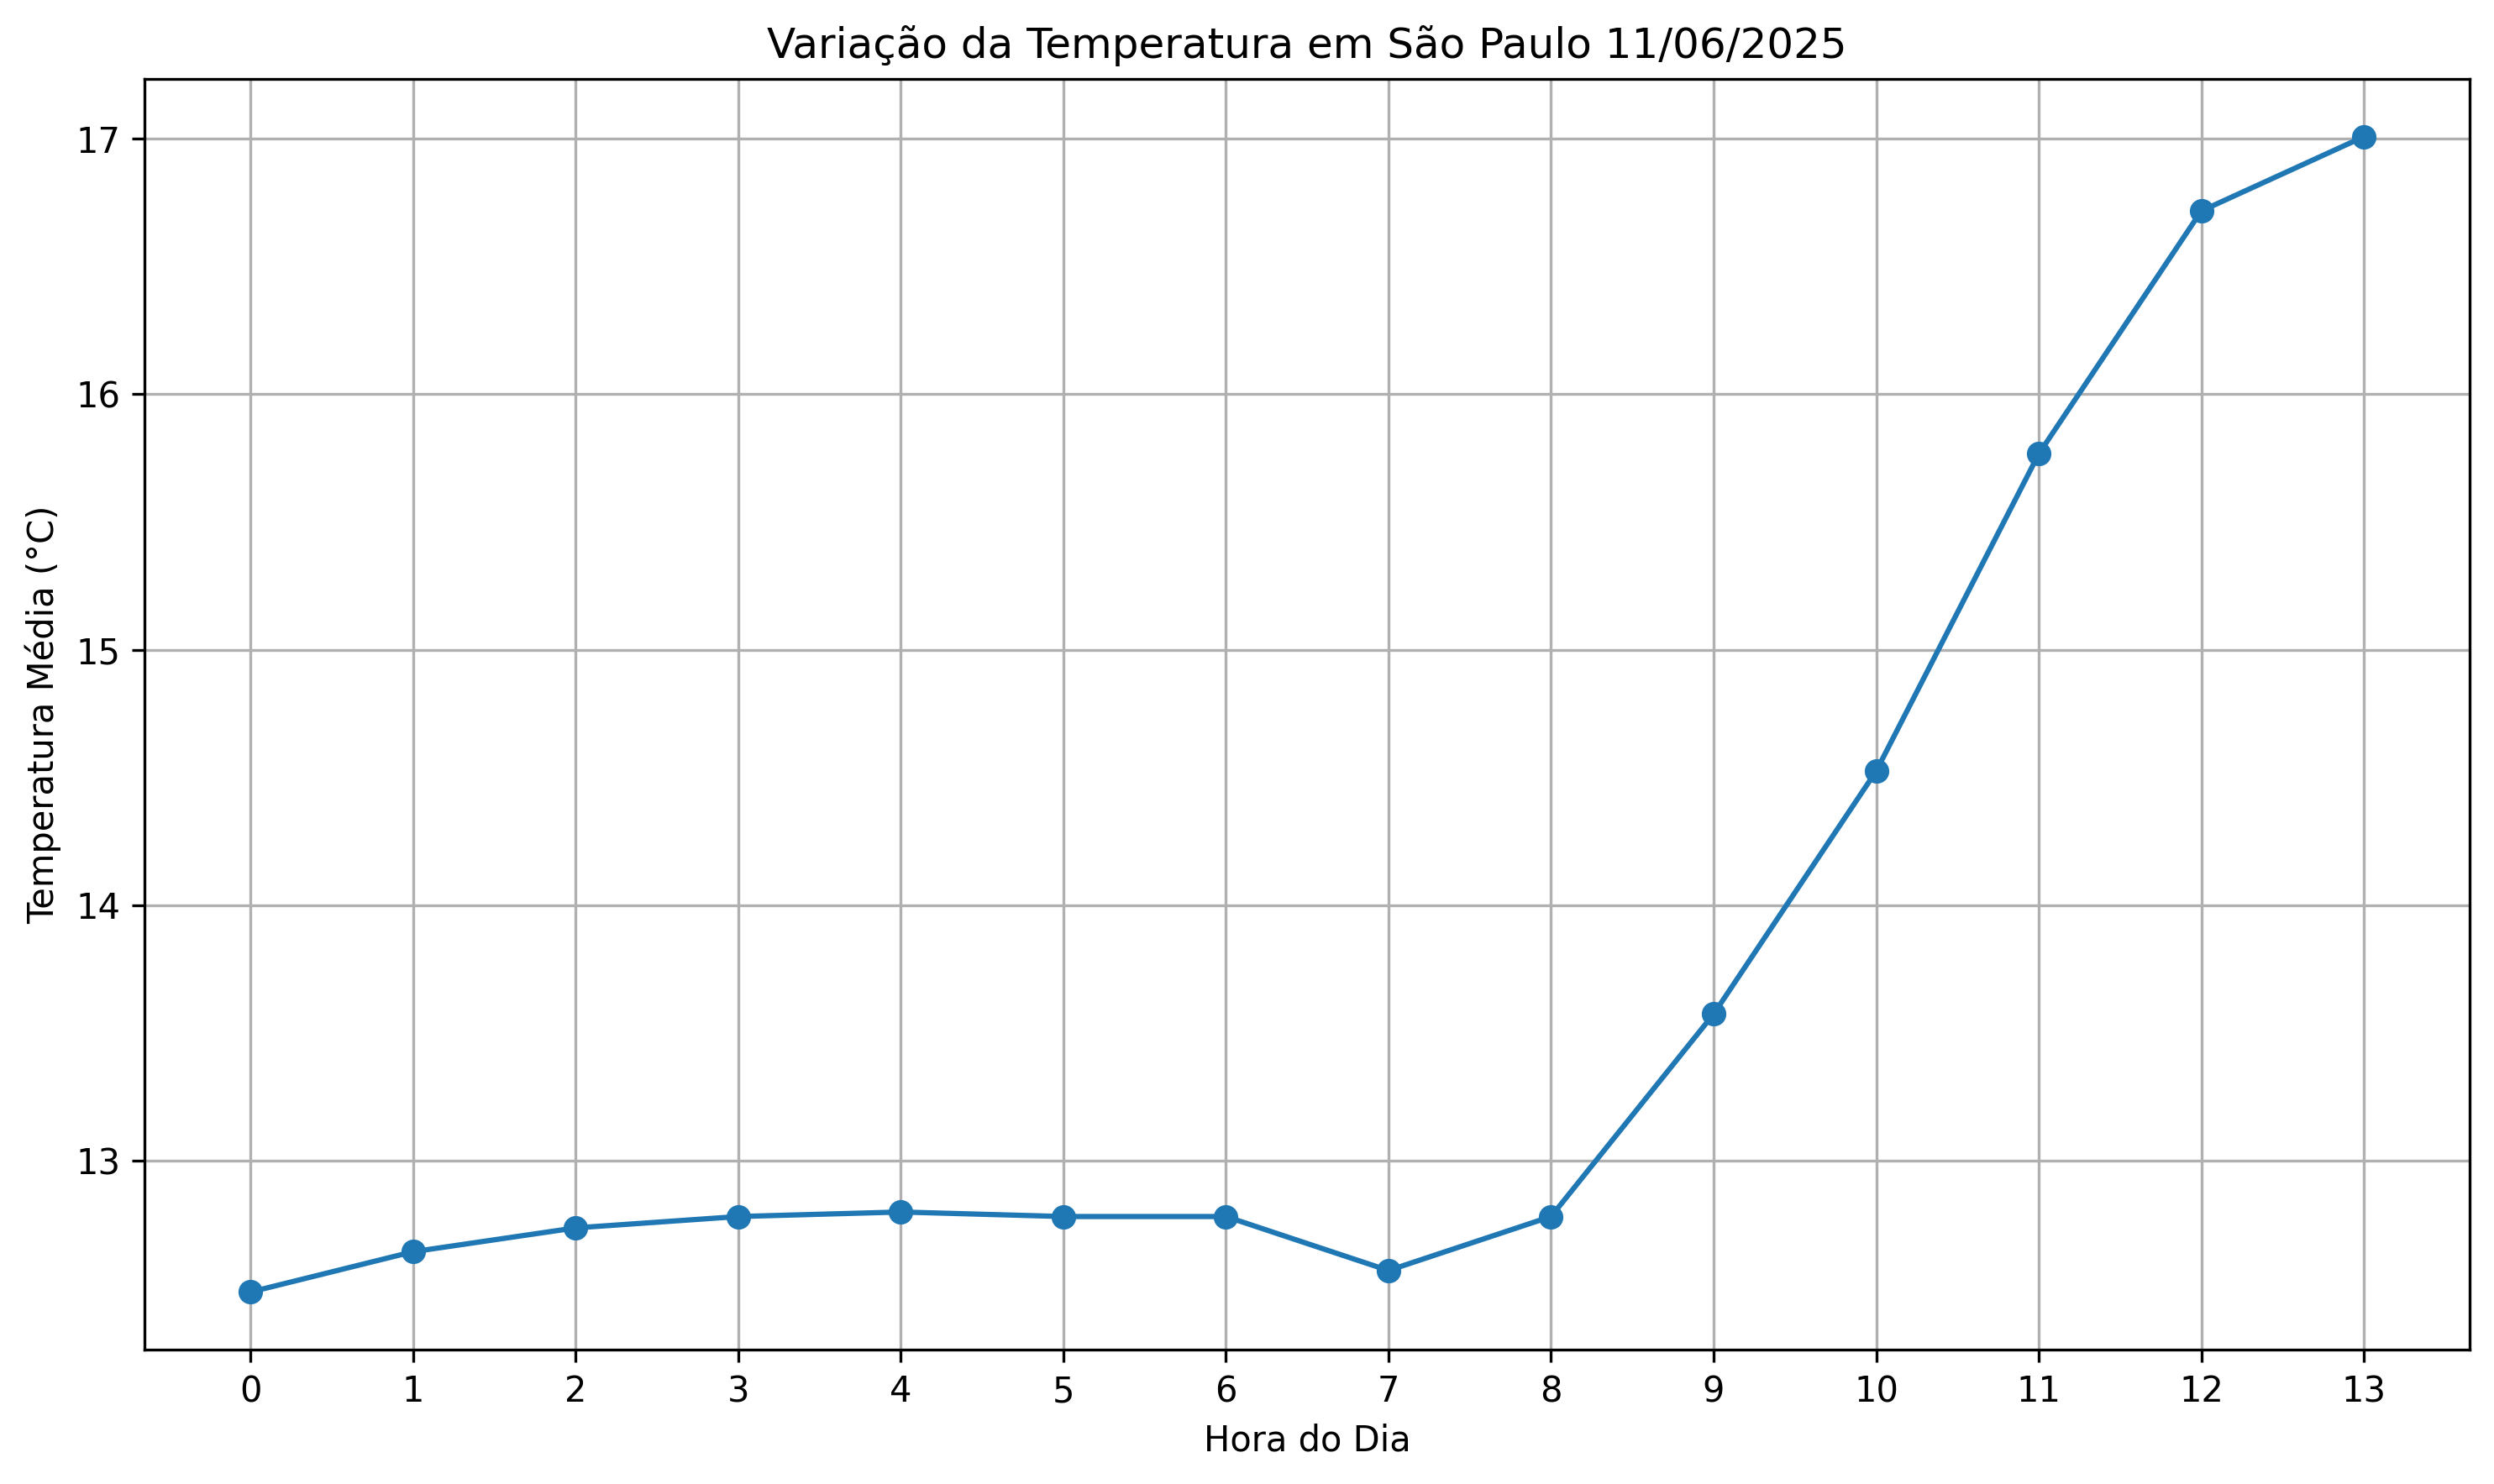 Variação da Temperatura em São Paulo 11/06/2025
Temperatura Média (°C)
17
16
15
14
13
0 1 2 3 4 5 6 7 8 9 10 11 12 13
Hora do Dia